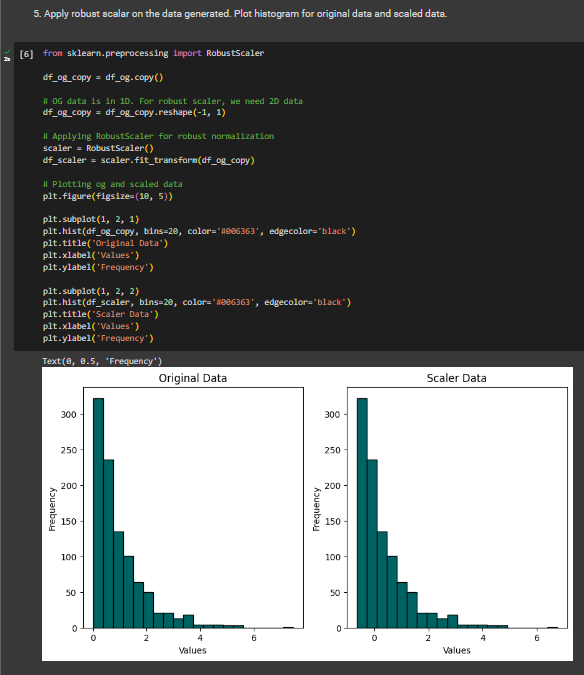 5. Apply robust scalar on the data generated. Plot histogram for original data and scaled data.
[6] from sklearn.preprocessing import RobustScaler
df_og_copy = df_og.copy()
# OG data is in 1D. For robust scaler, we need 2D data
df_og_copy = df_og_copy.reshape(-1, 1)
# Applying RobustScaler for robust normalization
scaler = RobustScaler()
df_scaler = scaler.fit_transform(df_og_copy)
# Plotting og and scaled data
plt.figure(figsize=(10, 5))
plt.subplot(1, 2, 1)
plt.hist(df_og_copy, bins=20, color='#006363', edgecolor='black')
plt.title('Original Data')
plt.xlabel('Values')
plt.ylabel('Frequency')
plt.subplot(1, 2, 2)
plt.hist(df_scaler, bins=20, color='#006363', edgecolor='black')
plt.title('Scaler Data')
plt.xlabel('Values')
plt.ylabel('Frequency')
Text(0, 0.5, 'Frequency')
Original Data
300
250
200
150
100
50
0
Frequency
0 2 4 6
Values
Scaler Data
300
250
200
150
100
50
0
Frequency
0 2 4 6
Values